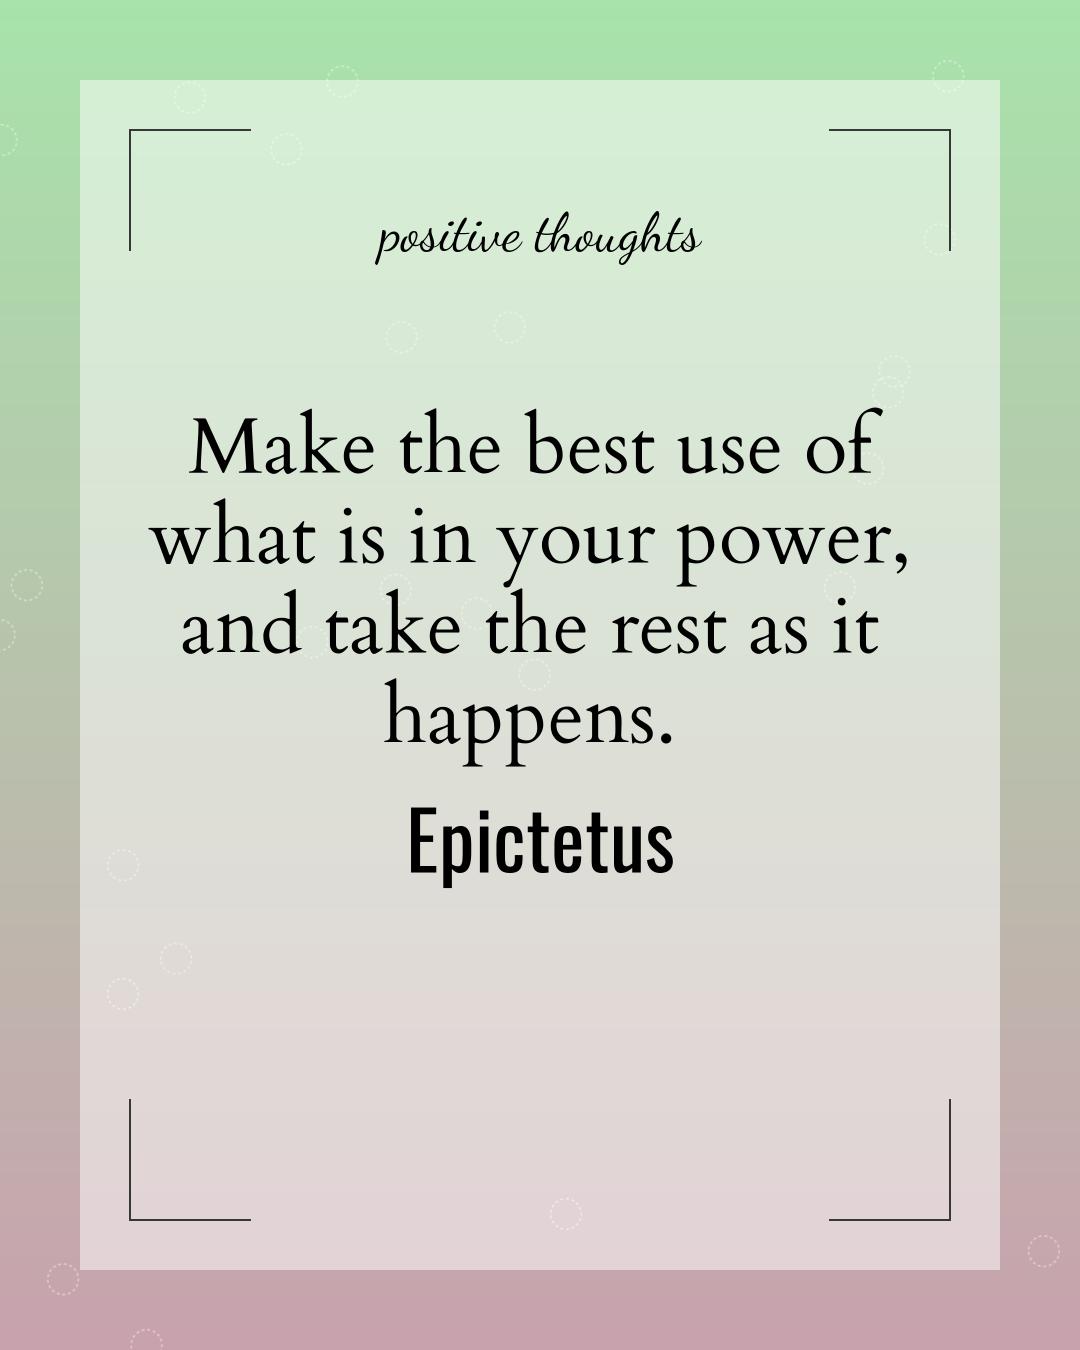 positive thoughts
Make the best use of
what is in your power,
and take the rest as it
happens.
Epictetus